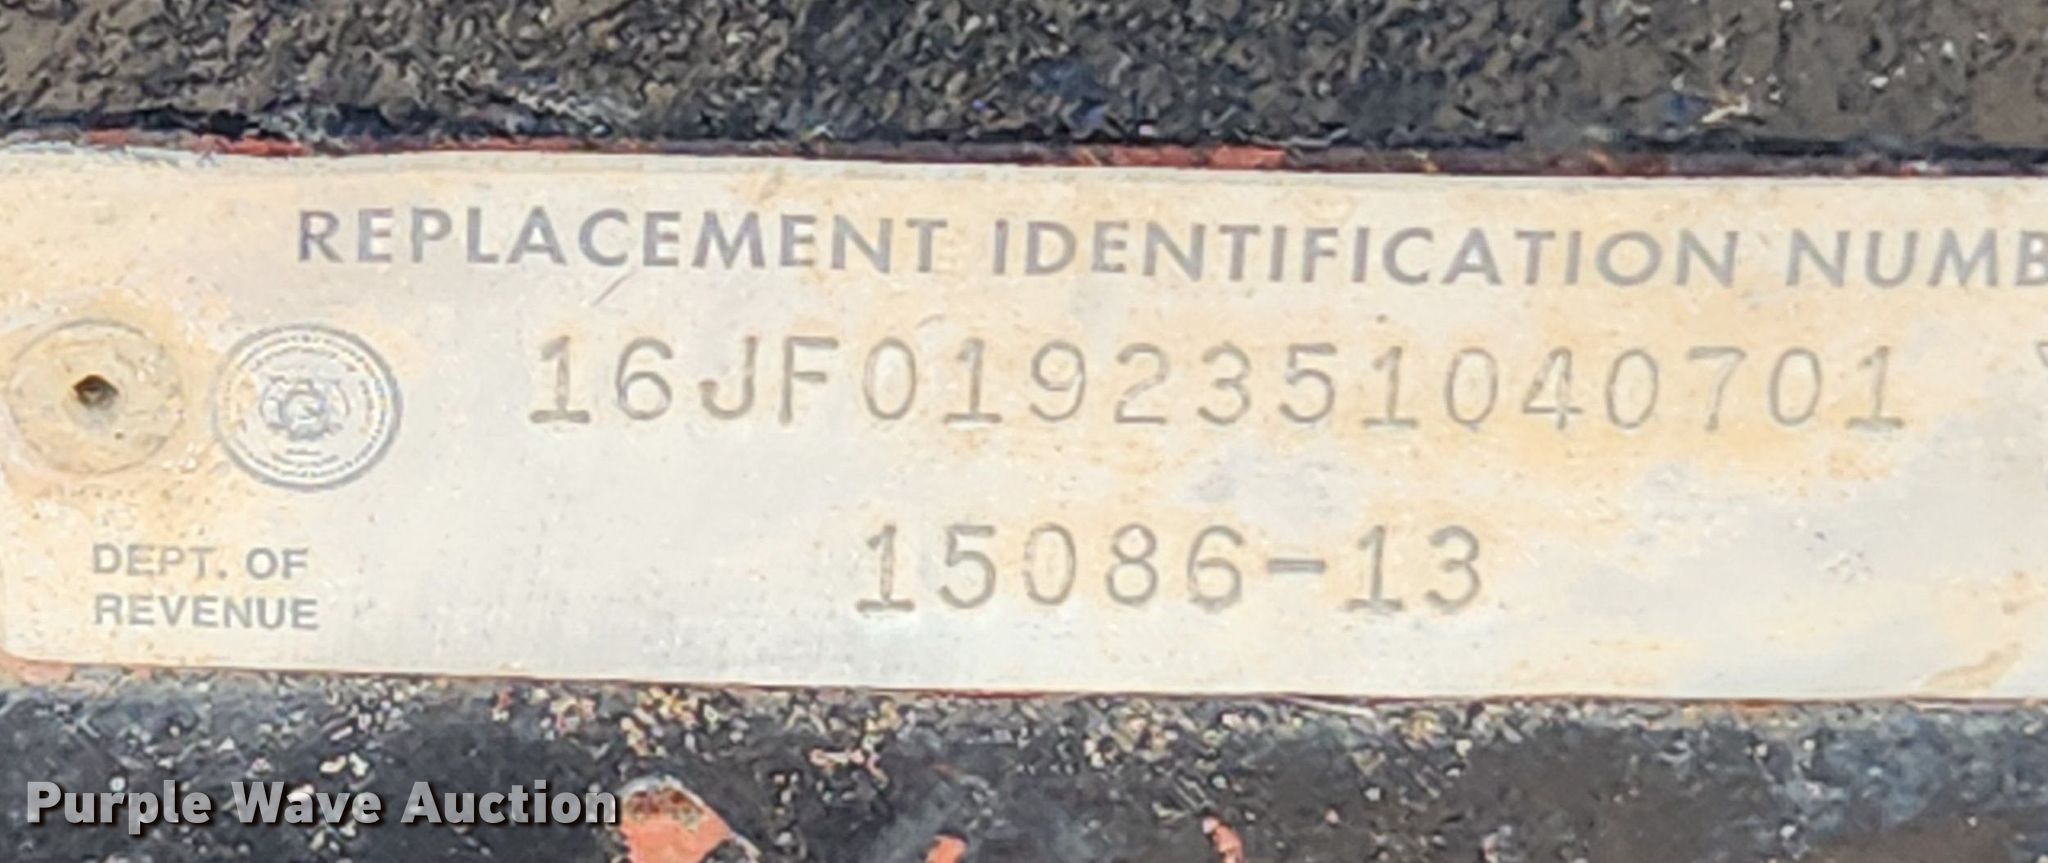 REPLACEMENT IDENTIFICATION NUMB
16JF0192351040701
15086-13
DEPT. OF
REVENUE
Purple Wave Auction